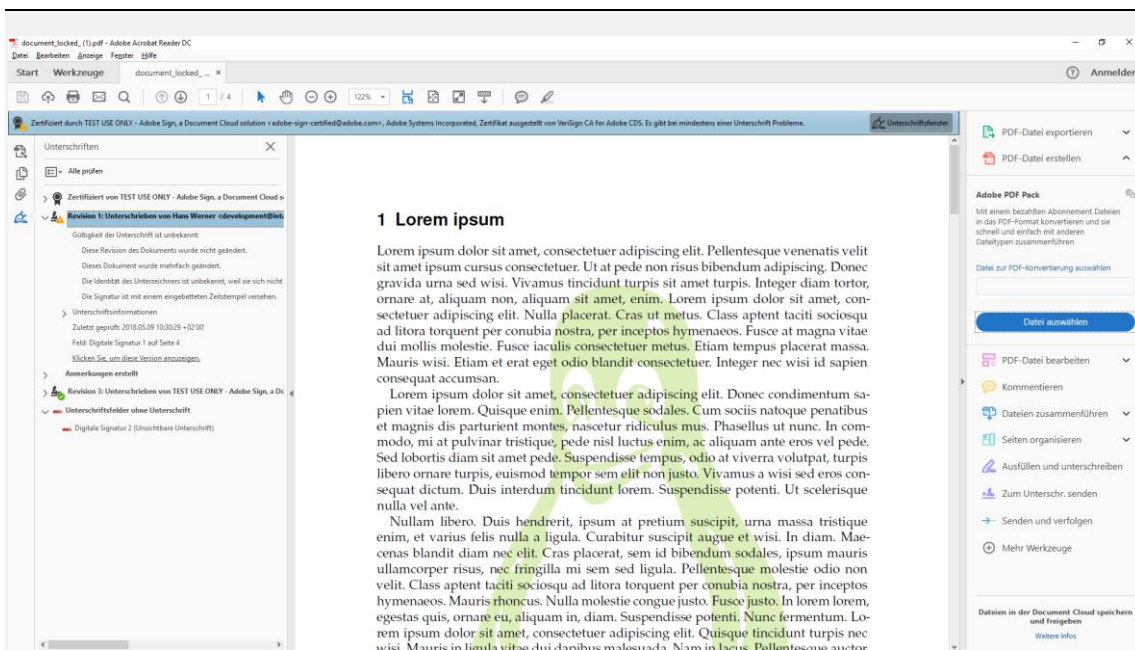 document_locked_ (1).pdf - Adobe Acrobat Reader DC
Datei Bearbeiten Anzeige Fenster Hilfe
Start Werkzeuge document_locked_ ... × Anmelden
1 / 4 122%
Zertifiziert durch TEST USE ONLY - Adobe Sign, a Document Cloud solution <adobe-sign-certified@adobe.com>, Adobe Systems Incorporated, Zertifikat ausgestellt von VeriSign CA for Adobe CDS. Es gibt bei mindestens einer Unterschrift Probleme. Unterschriftsfenster
Unterschriften
Alle prüfen
Zertifiziert von TEST USE ONLY - Adobe Sign, a Document Cloud s
Revision 1: Unterschrieben von Hans Werner <development@int
Gültigkeit der Unterschrift ist unbekannt:
Diese Revision des Dokuments wurde nicht geändert.
Dieses Dokument wurde mehrfach geändert.
Die Identität des Unterzeichners ist unbekannt, weil sie sich nicht
Die Signatur ist mit einem eingebetteten Zeitstempel versehen.
Unterschriftsinformationen
Zuletzt geprüft: 2018.05.09 10:30:29 +02'00'
Feld: Digitale Signatur 1 auf Seite 4
Klicken Sie, um diese Version anzuzeigen.
Anmerkungen erstellt
Revision 3: Unterschrieben von TEST USE ONLY - Adobe Sign, a Do
Unterschriftsfelder ohne Unterschrift
Digitale Signatur 2 (Unsichtbare Unterschrift)
1 Lorem ipsum
Lorem ipsum dolor sit amet, consectetuer adipiscing elit. Pellentesque venenatis velit
sit amet ipsum cursus consectetuer. Ut at pede non risus bibendum adipiscing. Donec
gravida urna sed wisi. Vivamus tincidunt turpis sit amet turpis. Integer diam tortor,
ornare at, aliquam non, aliquam sit amet, enim. Lorem ipsum dolor sit amet, con-
sectetuer adipiscing elit. Nulla placerat. Cras ut metus. Class aptent taciti sociosqu
ad litora torquent per conubia nostra, per inceptos hymenaeos. Fusce at magna vitae
dui mollis molestie. Fusce iaculis consectetuer metus. Etiam tempus placerat massa.
Mauris wisi. Etiam et erat eget odio blandit consectetuer. Integer nec wisi id sapien
consequat accumsan.
Lorem ipsum dolor sit amet, consectetuer adipiscing elit. Donec condimentum sa-
pien vitae lorem. Quisque enim. Pellentesque sodales. Cum sociis natoque penatibus
et magnis dis parturient montes, nascetur ridiculus mus. Phasellus ut nunc. In com-
modo, mi at pulvinar tristique, pede nisl luctus enim, ac aliquam ante eros vel pede.
Sed lobortis diam sit amet pede. Suspendisse tempus, odio at viverra volutpat, turpis
libero ornare turpis, euismod tempor sem elit non justo. Vivamus a wisi sed eros con-
sequat dictum. Duis interdum tincidunt lorem. Suspendisse potenti. Ut scelerisque
nulla vel ante.
Nullam libero. Duis hendrerit, ipsum at pretium suscipit, urna massa tristique
enim, et varius felis nulla a ligula. Curabitur suscipit augue et wisi. In diam. Mae-
cenas blandit diam nec elit. Cras placerat, sem id bibendum sodales, ipsum mauris
ullamcorper risus, nec fringilla mi sem sed ligula. Pellentesque molestie odio non
velit. Class aptent taciti sociosqu ad litora torquent per conubia nostra, per inceptos
hymenaeos. Mauris rhoncus. Nulla molestie congue justo. Fusce justo. In lorem lorem,
egestas quis, ornare eu, aliquam in, diam. Suspendisse potenti. Nunc fermentum. Lo-
rem ipsum dolor sit amet, consectetuer adipiscing elit. Quisque tincidunt turpis nec
wisi. Mauris in ligula vitae dui dapibus malesuada. Nam in lacus. Pellentesque auctor
PDF-Datei exportieren
PDF-Datei erstellen
Adobe PDF Pack
Mit einem bezahlten Abonnement Dateien
in das PDF-Format konvertieren und sie
schnell und einfach mit anderen
Dateitypen zusammenführen
Datei zur PDF-Konvertierung auswählen
Datei auswählen
PDF-Datei bearbeiten
Kommentieren
Dateien zusammenführen
Seiten organisieren
Ausfüllen und unterschreiben
Zum Unterschr. senden
Senden und verfolgen
Mehr Werkzeuge
Dateien in der Document Cloud speichern
und freigeben
Weitere Infos